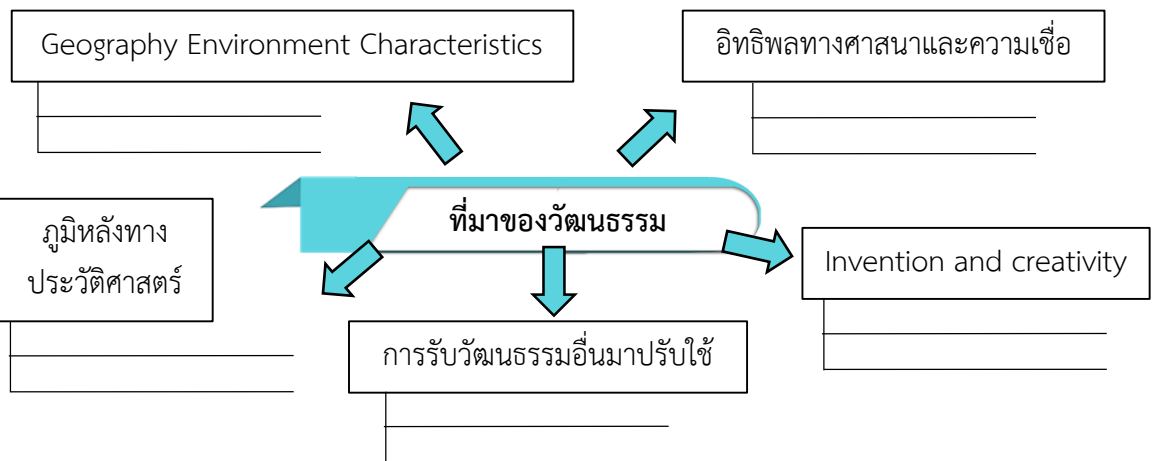 Geography Environment Characteristics
อิทธิพลทางศาสนาและความเชื่อ
ที่มาของวัฒนธรรม
ภูมิหลังทาง
ประวัติศาสตร์
Invention and creativity
การรับวัฒนธรรมอื่นมาปรับใช้